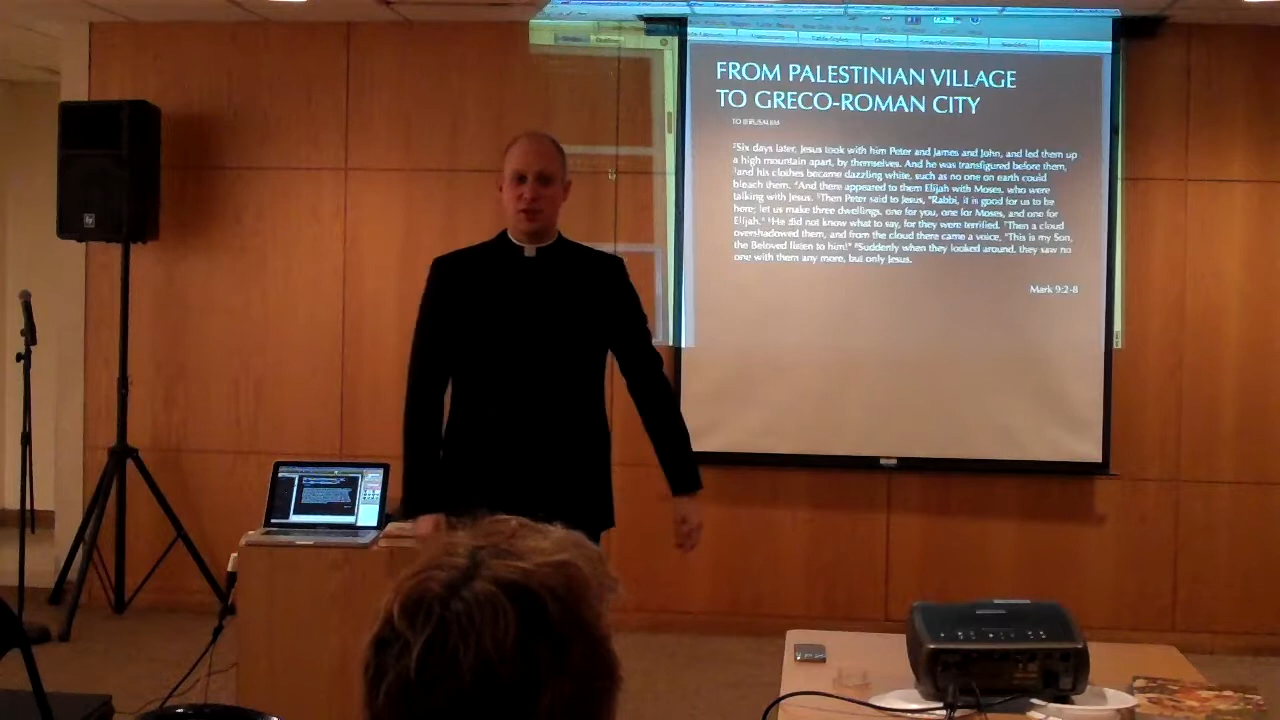 FROM PALESTINIAN VILLAGE
TO GRECO-ROMAN CITY
TO JERUSALEM
²Six days later, Jesus took with him Peter and James and John, and led them up
a high mountain apart, by themselves. And he was transfigured before them,
³and his clothes became dazzling white, such as no one on earth could
bleach them. ⁴And there appeared to them Elijah with Moses, who were
talking with Jesus. ⁵Then Peter said to Jesus, "Rabbi, it is good for us to be
here; let us make three dwellings, one for you, one for Moses, and one for
Elijah." ⁶He did not know what to say, for they were terrified. ⁷Then a cloud
overshadowed them, and from the cloud there came a voice, "This is my Son,
the Beloved listen to him!" ⁸Suddenly when they looked around, they saw no
one with them any more, but only Jesus.
Mark 9:2-8